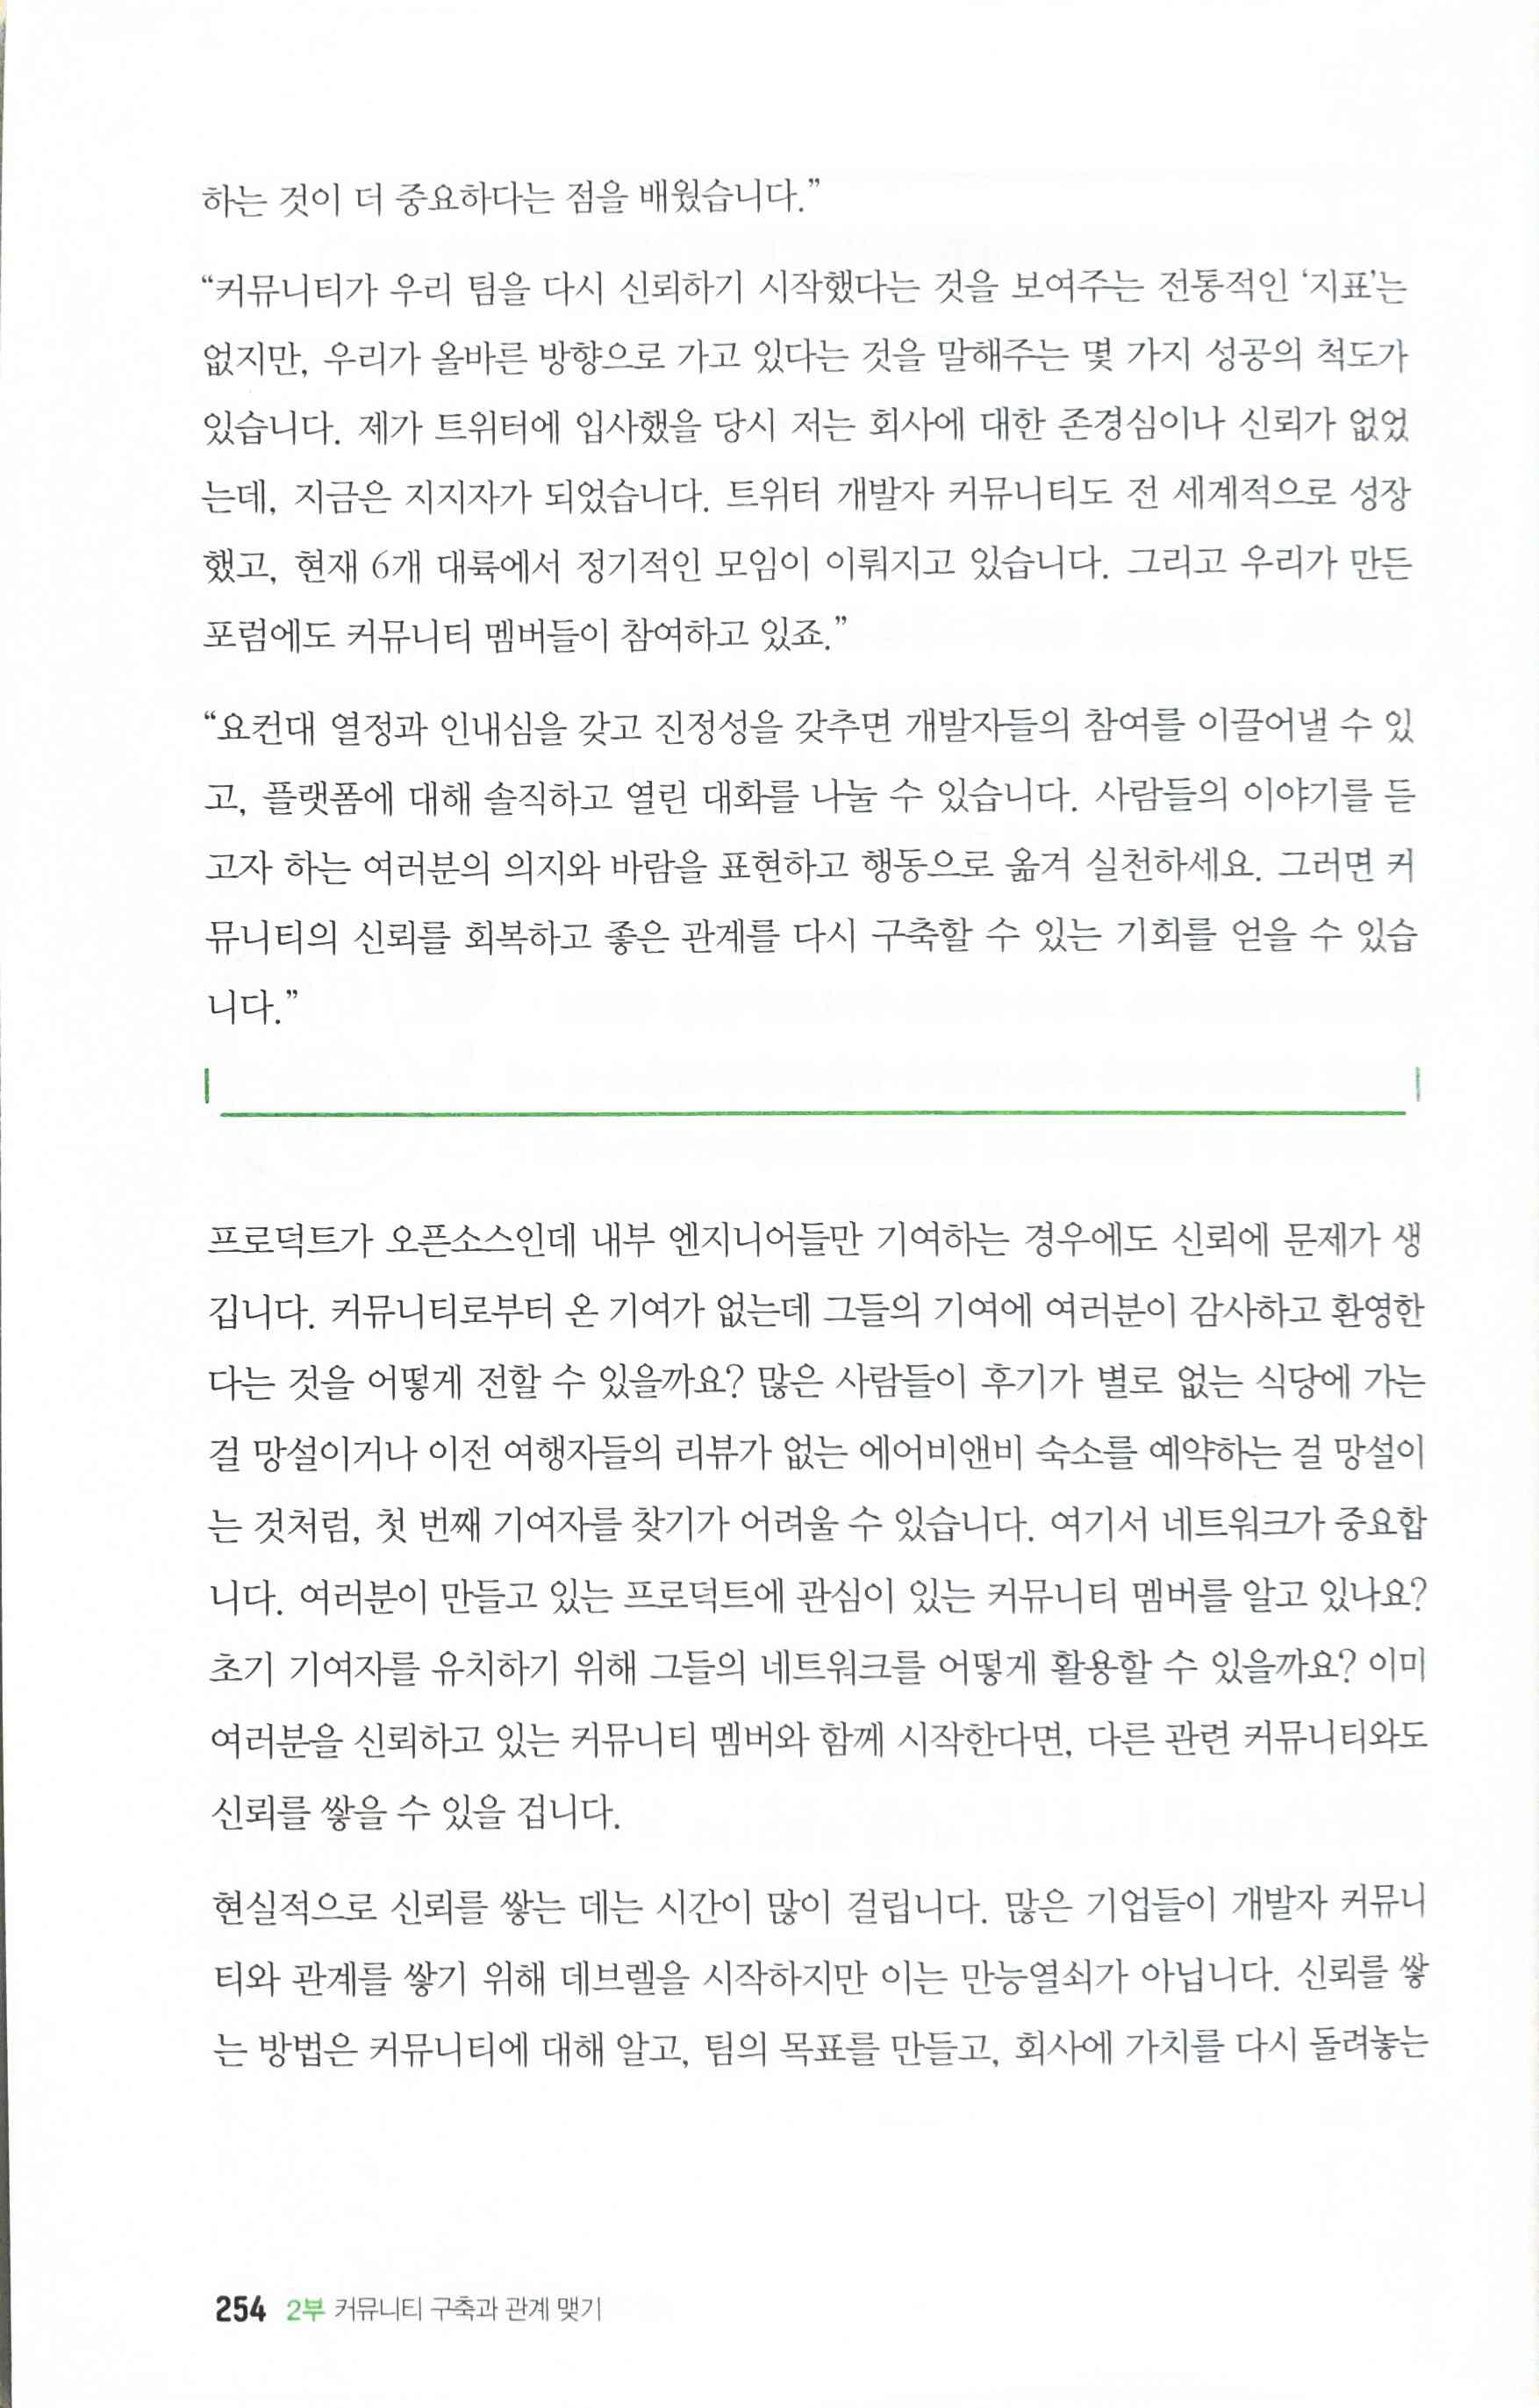 하는 것이 더 중요하다는 점을 배웠습니다.”
“커뮤니티가 우리 팀을 다시 신뢰하기 시작했다는 것을 보여주는 전통적인 ‘지표’는
없지만, 우리가 올바른 방향으로 가고 있다는 것을 말해주는 몇 가지 성공의 척도가
있습니다. 제가 트위터에 입사했을 당시 저는 회사에 대한 존경심이나 신뢰가 없었
는데, 지금은 지지자가 되었습니다. 트위터 개발자 커뮤니티도 전 세계적으로 성장
했고, 현재 6개 대륙에서 정기적인 모임이 이뤄지고 있습니다. 그리고 우리가 만든
포럼에도 커뮤니티 멤버들이 참여하고 있죠.”
“요컨대 열정과 인내심을 갖고 진정성을 갖추면 개발자들의 참여를 이끌어낼 수 있
고, 플랫폼에 대해 솔직하고 열린 대화를 나눌 수 있습니다. 사람들의 이야기를 듣
고자 하는 여러분의 의지와 바람을 표현하고 행동으로 옮겨 실천하세요. 그러면 커
뮤니티의 신뢰를 회복하고 좋은 관계를 다시 구축할 수 있는 기회를 얻을 수 있습
니다.”
프로덕트가 오픈소스인데 내부 엔지니어들만 기여하는 경우에도 신뢰에 문제가 생
깁니다. 커뮤니티로부터 온 기여가 없는데 그들의 기여에 여러분이 감사하고 환영한
다는 것을 어떻게 전할 수 있을까요? 많은 사람들이 후기가 별로 없는 식당에 가는
걸 망설이거나 이전 여행자들의 리뷰가 없는 에어비앤비 숙소를 예약하는 걸 망설이
는 것처럼, 첫 번째 기여자를 찾기가 어려울 수 있습니다. 여기서 네트워크가 중요합
니다. 여러분이 만들고 있는 프로덕트에 관심이 있는 커뮤니티 멤버를 알고 있나요?
초기 기여자를 유치하기 위해 그들의 네트워크를 어떻게 활용할 수 있을까요? 이미
여러분을 신뢰하고 있는 커뮤니티 멤버와 함께 시작한다면, 다른 관련 커뮤니티와도
신뢰를 쌓을 수 있을 겁니다.
현실적으로 신뢰를 쌓는 데는 시간이 많이 걸립니다. 많은 기업들이 개발자 커뮤니
티와 관계를 쌓기 위해 데브렐을 시작하지만 이는 만능열쇠가 아닙니다. 신뢰를 쌓
는 방법은 커뮤니티에 대해 알고, 팀의 목표를 만들고, 회사에 가치를 다시 돌려놓는
254 2부 커뮤니티 구축과 관계 맺기